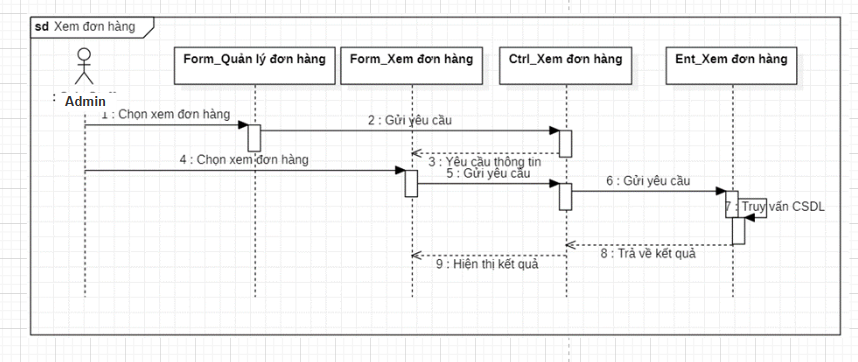 sd Xem đơn hàng
Form_Quản lý đơn hàng
Form_Xem đơn hàng
Ctrl_Xem đơn hàng
Ent_Xem đơn hàng
Admin
1 : Chọn xem đơn hàng
2 : Gửi yêu cầu
3 : Yêu cầu thông tin
4 : Chọn xem đơn hàng
5 : Gửi yêu cầu
6 : Gửi yêu cầu
7 : Truy vấn CSDL
8 : Trả về kết quả
9 : Hiện thị kết quả